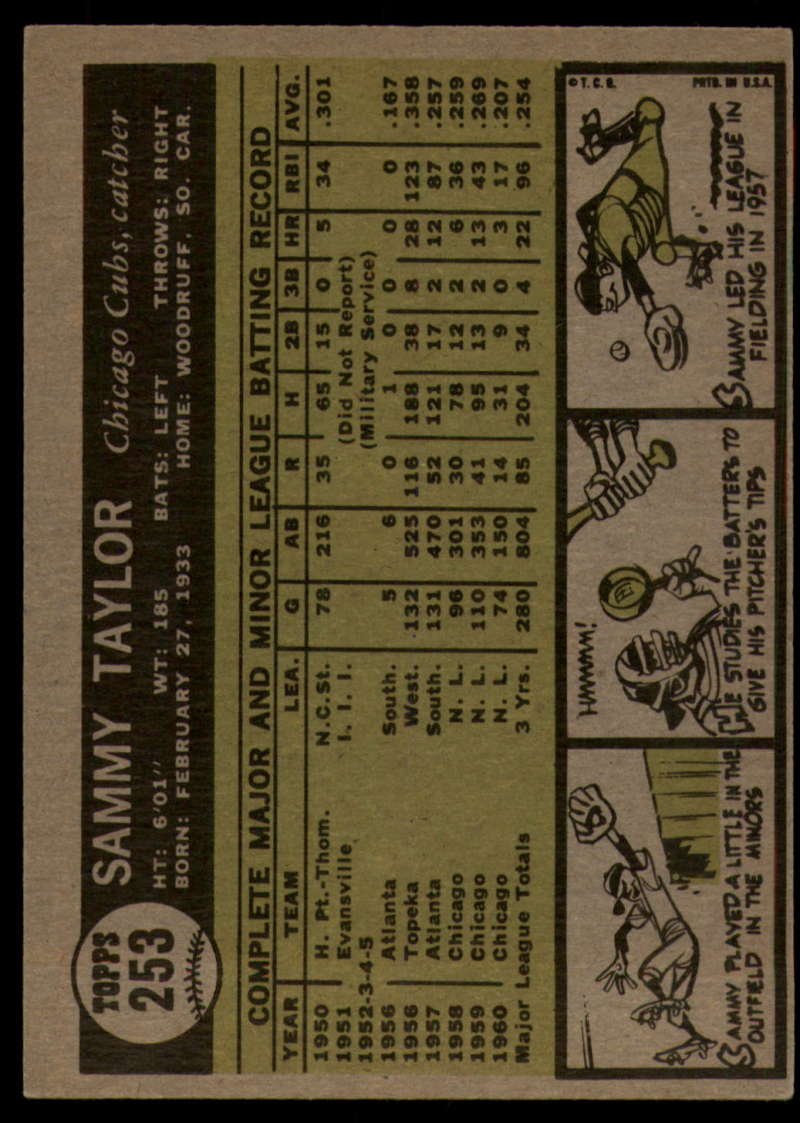 TOPPS
253
SAMMY TAYLOR Chicago Cubs, catcher
HT: 6'01" WT: 185 BATS: LEFT THROWS: RIGHT
BORN: FEBRUARY 27, 1933 HOME: WOODRUFF, SO. CAR.
COMPLETE MAJOR AND MINOR LEAGUE BATTING RECORD
YEAR TEAM LEA. G AB R H 2B 3B HR RBI AVG.
1950 H. Pt.-Thom. N.C.St. 78 216 35 65 15 0 5 34 .301
1951 Evansville I. I. I. (Did Not Report)
1952-3-4-5 (Military Service)
1956 Atlanta South. 5 6 0 1 0 0 0 0 .167
1956 Topeka West. 132 525 116 188 38 8 28 123 .358
1957 Atlanta South. 131 470 52 121 17 2 12 87 .257
1958 Chicago N. L. 96 301 30 78 12 2 6 36 .259
1959 Chicago N. L. 110 353 41 95 13 2 13 43 .269
1960 Chicago N. L. 74 150 14 31 9 0 3 17 .207
Major League Totals 3 Yrs. 280 804 85 204 34 4 22 96 .254
SAMMY PLAYED A LITTLE IN THE
OUTFIELD IN THE MINORS
HMMMM!
HE STUDIES THE BATTERS TO
GIVE HIS PITCHER'S TIPS
© T. C. G. PRTD. IN U.S.A.
SAMMY LED HIS LEAGUE IN
FIELDING IN 1957